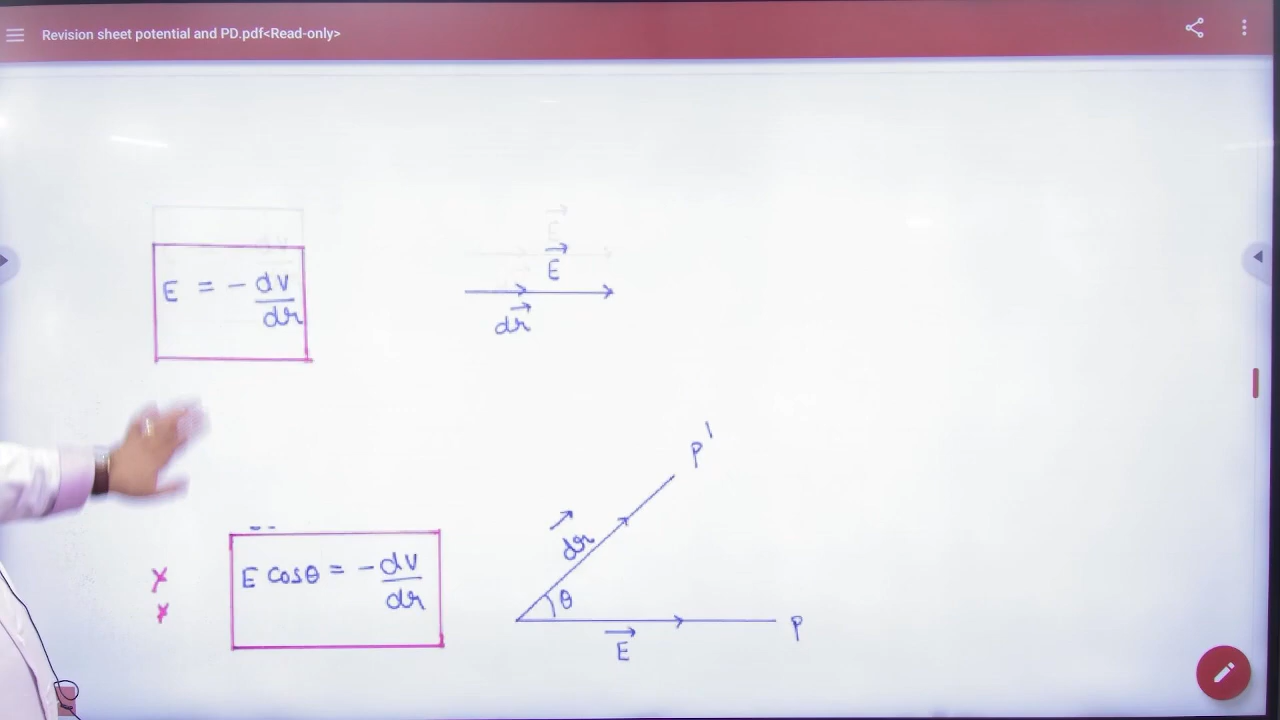 Revision sheet potential and PD.pdf<Read-only>
E = - dv/dr
E⃗
dr⃗
P'
dr⃗
E cosθ = - dv/dr
θ
P
E⃗